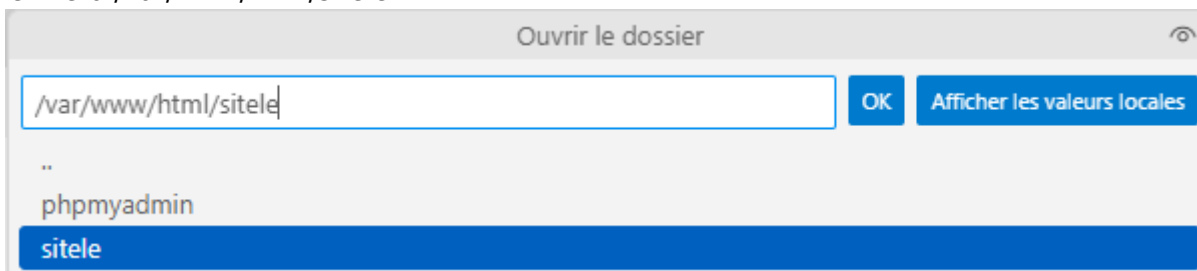 Ouvrir le dossier
/var/www/html/sitele
OK
Afficher les valeurs locales
..
phpmyadmin
sitele